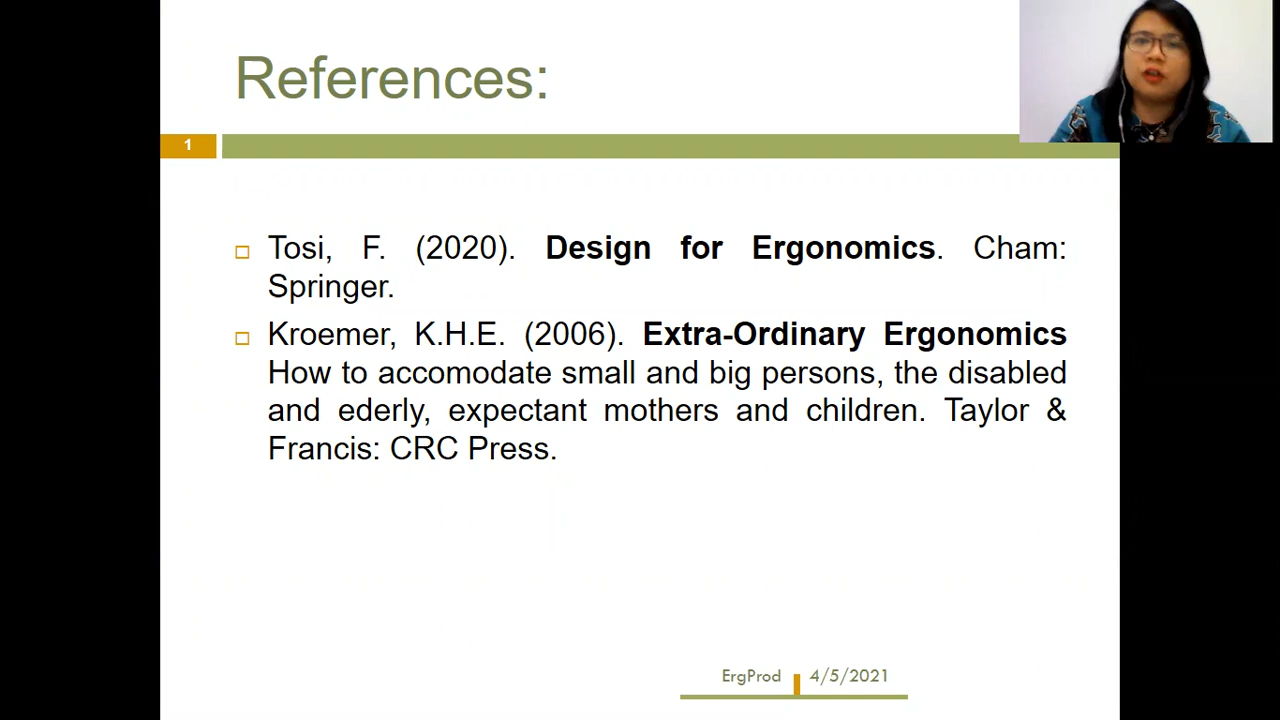 References:
1
Tosi, F. (2020). Design for Ergonomics. Cham:
Springer.
Kroemer, K.H.E. (2006). Extra-Ordinary Ergonomics
How to accomodate small and big persons, the disabled
and ederly, expectant mothers and children. Taylor &
Francis: CRC Press.
ErgProd 4/5/2021